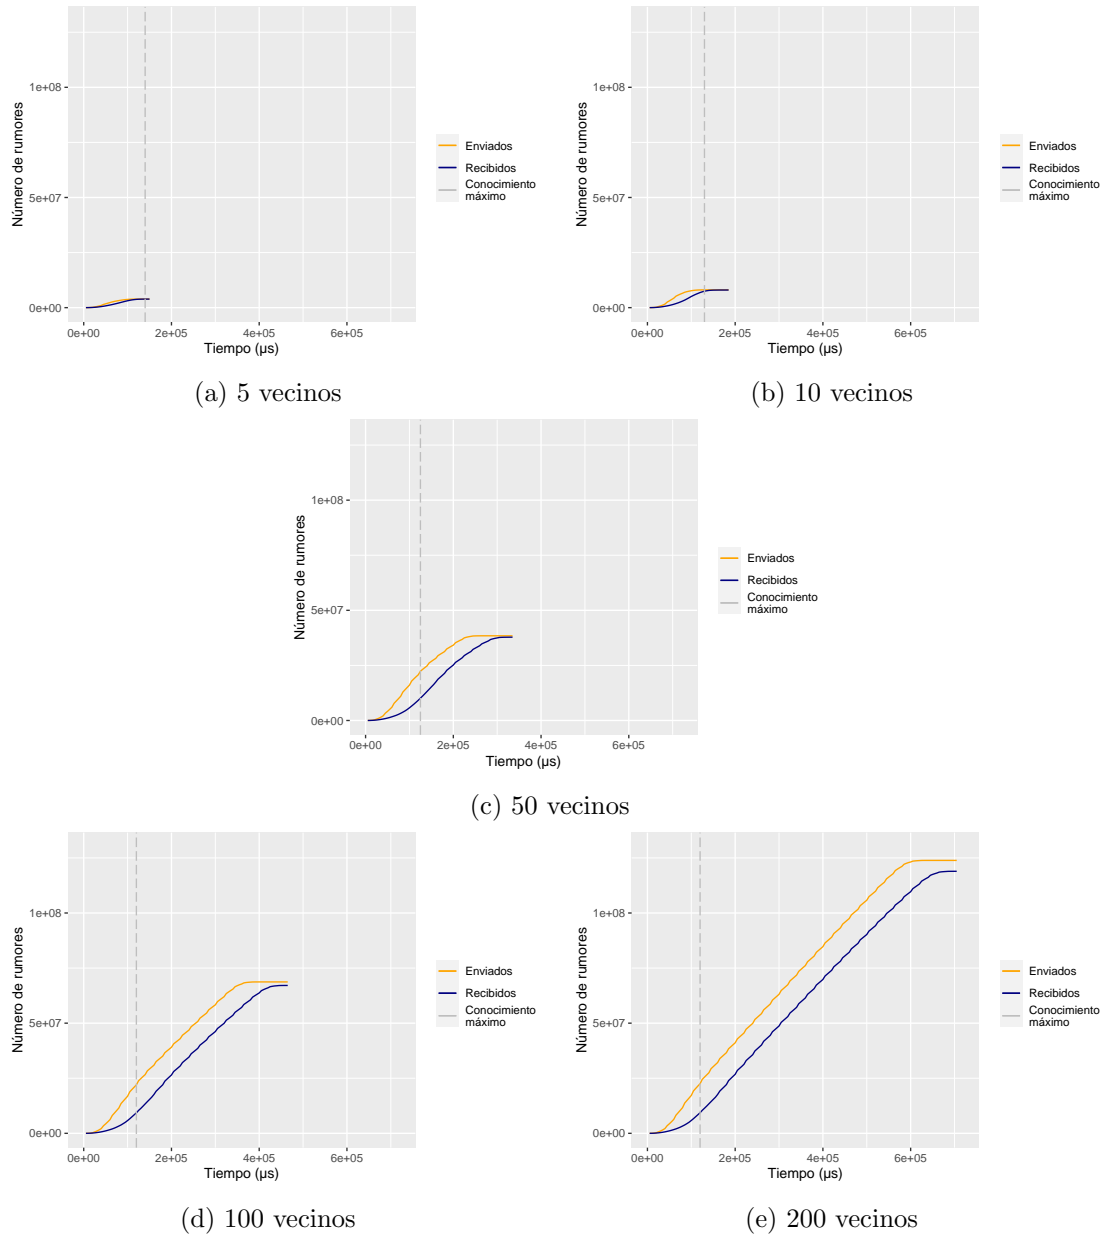 1e+08
5e+07
0e+00
Número de rumores
0e+00 2e+05 4e+05 6e+05
Tiempo (µs)
Enviados
Recibidos
Conocimiento
máximo
(a) 5 vecinos
1e+08
5e+07
0e+00
Número de rumores
0e+00 2e+05 4e+05 6e+05
Tiempo (µs)
Enviados
Recibidos
Conocimiento
máximo
(b) 10 vecinos
1e+08
5e+07
0e+00
Número de rumores
0e+00 2e+05 4e+05 6e+05
Tiempo (µs)
Enviados
Recibidos
Conocimiento
máximo
(c) 50 vecinos
1e+08
5e+07
0e+00
Número de rumores
0e+00 2e+05 4e+05 6e+05
Tiempo (µs)
Enviados
Recibidos
Conocimiento
máximo
(d) 100 vecinos
1e+08
5e+07
0e+00
Número de rumores
0e+00 2e+05 4e+05 6e+05
Tiempo (µs)
Enviados
Recibidos
Conocimiento
máximo
(e) 200 vecinos